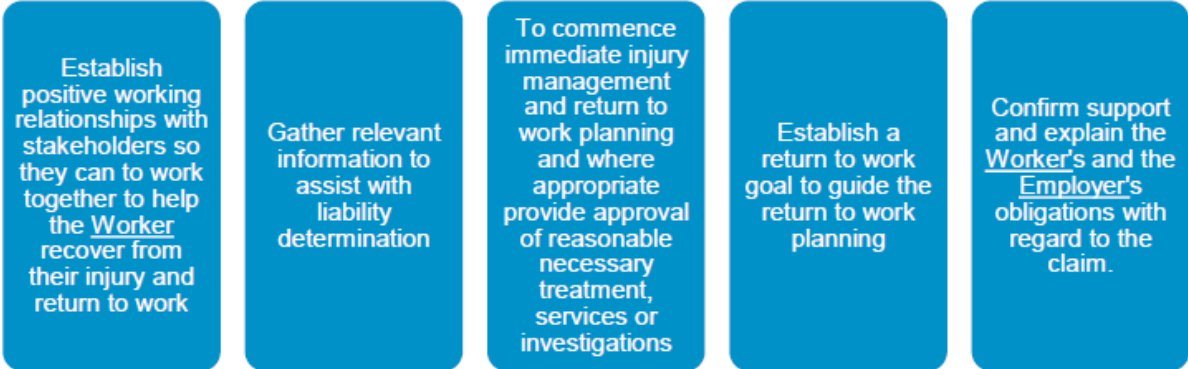 Establish
positive working
relationships with
stakeholders so
they can to work
together to help
the Worker
recover from
their injury and
return to work
Gather relevant
information to
assist with
liability
determination
To commence
immediate injury
management
and return to
work planning
and where
appropriate
provide approval
of reasonable
necessary
treatment,
services or
investigations
Establish a
return to work
goal to guide the
return to work
planning
Confirm support
and explain the
Worker's and the
Employer's
obligations with
regard to the
claim.